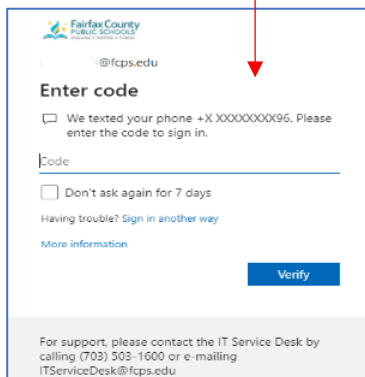 Fairfax County
PUBLIC SCHOOLS
@fcps.edu
Enter code
We texted your phone +X XXXXXXXX96. Please
enter the code to sign in.
Code
Don't ask again for 7 days
Having trouble? Sign in another way
More information
Verify
For support, please contact the IT Service Desk by
calling (703) 503-1600 or e-mailing
ITServiceDesk@fcps.edu